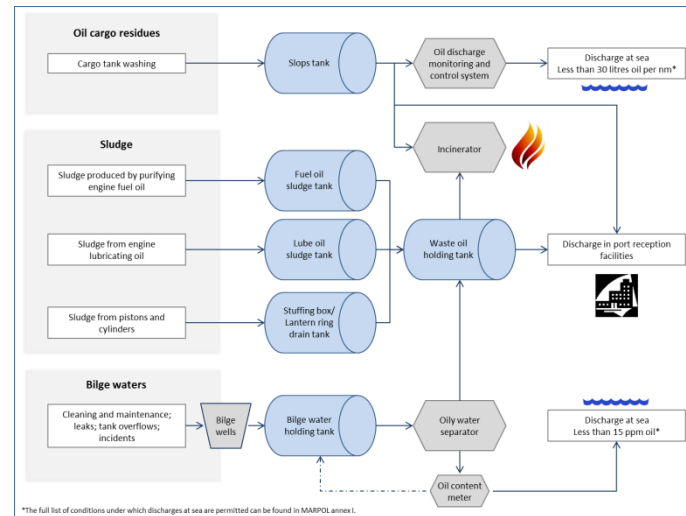 Oil cargo residues
Cargo tank washing
Slops tank
Oil discharge
monitoring and
control system
Discharge at sea
Less than 30 litres oil per nm*
Incinerator
Sludge
Sludge produced by purifying
engine fuel oil
Fuel oil
sludge tank
Sludge from engine
lubricating oil
Lube oil
sludge tank
Waste oil
holding tank
Discharge in port reception
facilities
Sludge from pistons and
cylinders
Stuffing box/
Lantern ring
drain tank
Bilge waters
Cleaning and maintenance;
leaks; tank overflows;
incidents
Bilge
wells
Bilge water
holding tank
Oily water
separator
Discharge at sea
Less than 15 ppm oil*
Oil content
meter
*The full list of conditions under which discharges at sea are permitted can be found in MARPOL annex I.